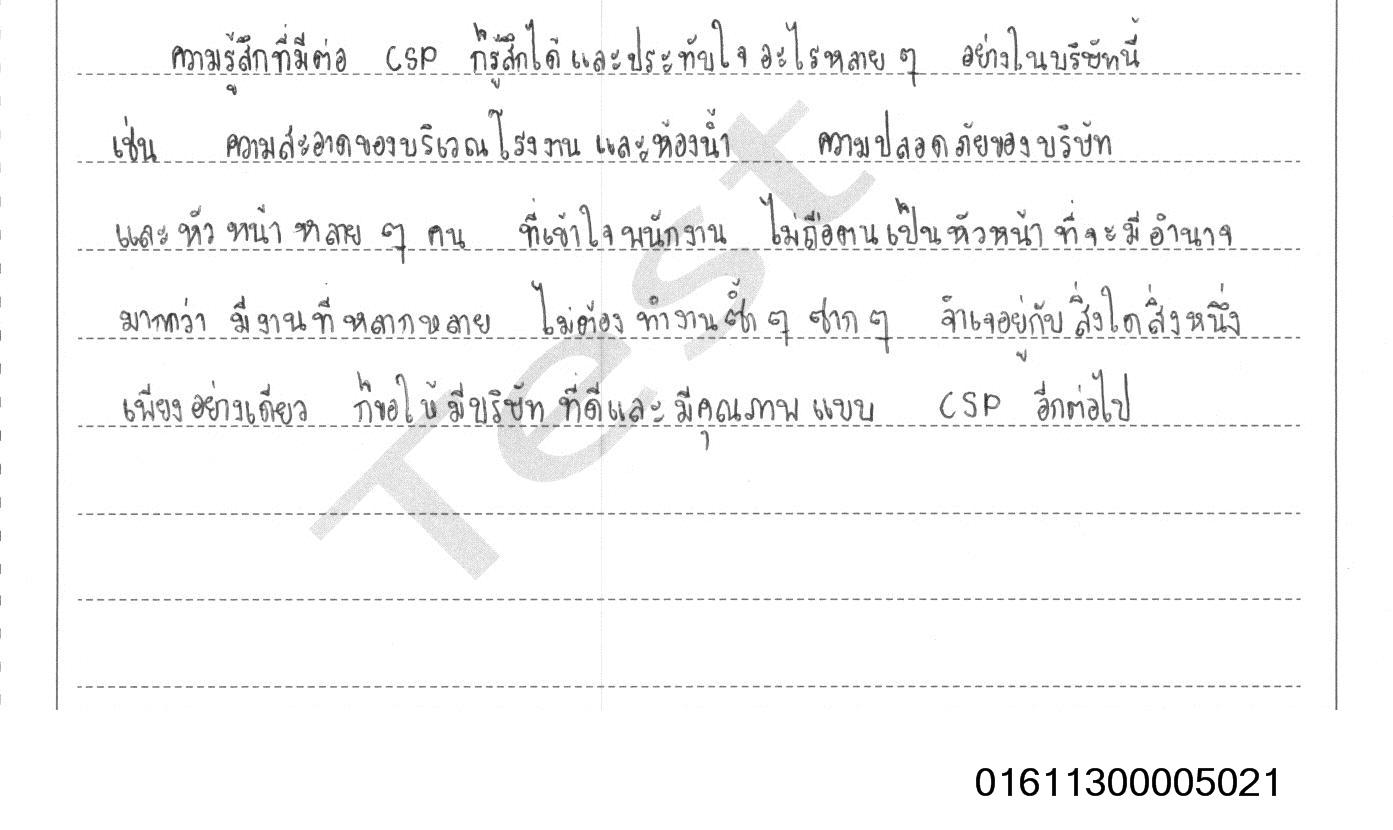 ความรู้สึกที่มีต่อ CSP ก็รู้สึกได้ และประทับใจ อะไรหลาย ๆ อย่างในบริษัทนี้
เช่น ความสะอาดของบริเวณโรงงาน และห้องน้ำ ความปลอดภัยของบริษัท
และหัวหน้าหลาย ๆ คน ที่เข้าใจพนักงาน ไม่ถือตนเป็นหัวหน้าที่จะมีอำนาจ
มากกว่า มีงานที่หลากหลาย ไม่ต้องทำงานซ้ำ ๆ ซาก ๆ จำเจอยู่กับสิ่งใดสิ่งหนึ่ง
เพียงอย่างเดียว ก็ขอให้มีบริษัทที่ดีและมีคุณภาพแบบ CSP อีกต่อไป
Test
01611300005021